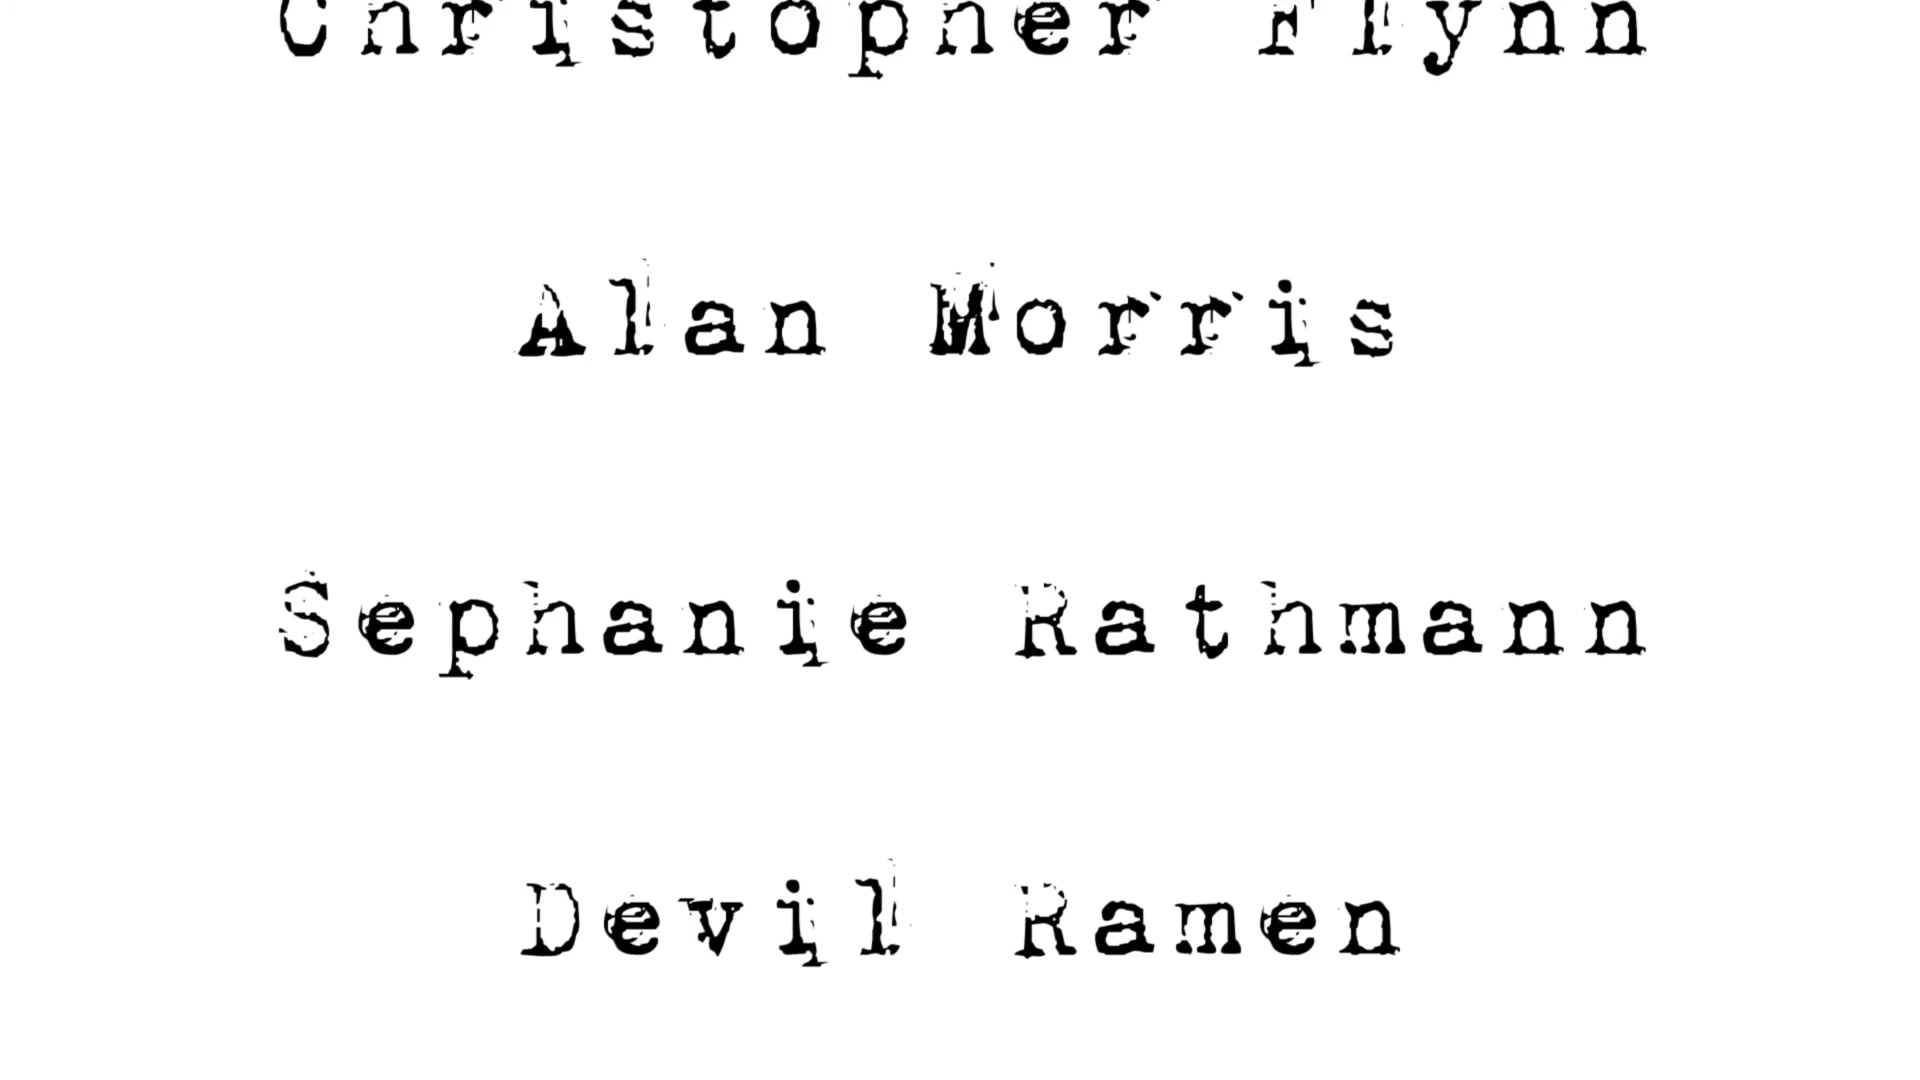 Christopher Flynn
Alan Morris
Sephanie Rathmann
Devil Ramen